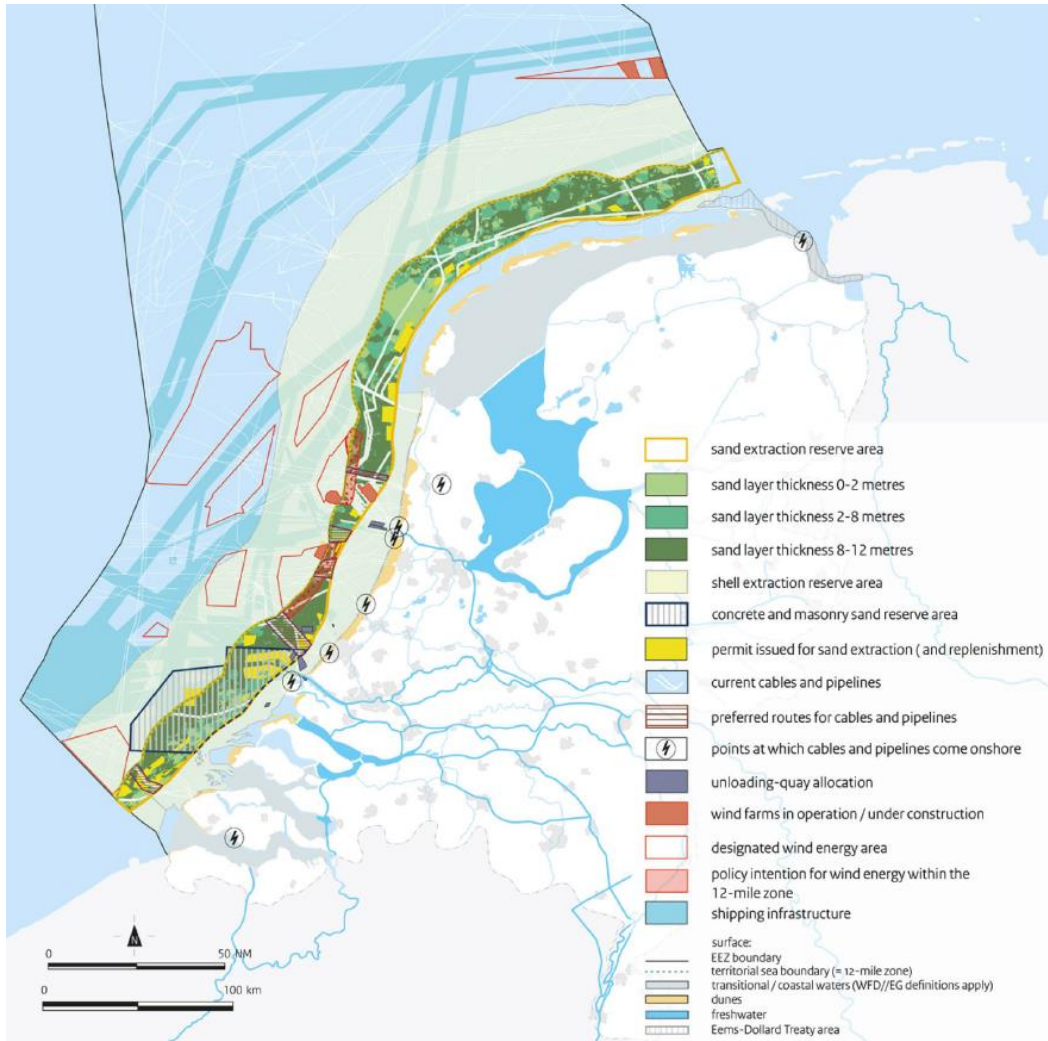 sand extraction reserve area
sand layer thickness 0-2 metres
sand layer thickness 2-8 metres
sand layer thickness 8-12 metres
shell extraction reserve area
concrete and masonry sand reserve area
permit issued for sand extraction ( and replenishment)
current cables and pipelines
preferred routes for cables and pipelines
points at which cables and pipelines come onshore
unloading-quay allocation
wind farms in operation / under construction
designated wind energy area
policy intention for wind energy within the
12-mile zone
shipping infrastructure
surface:
EEZ boundary
territorial sea boundary (= 12-mile zone)
transitional / coastal waters (WFD//EG definitions apply)
dunes
freshwater
Eems-Dollard Treaty area
N
0 50 NM
0 100 km